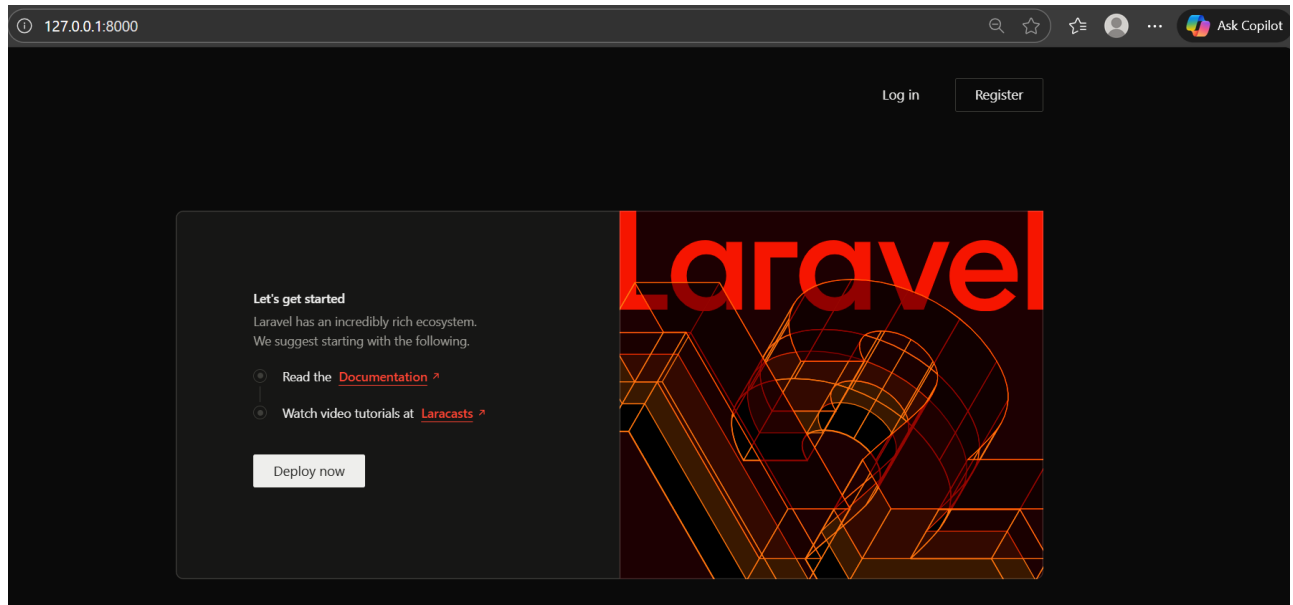 127.0.0.1:8000
Ask Copilot
Log in
Register
Let's get started
Laravel has an incredibly rich ecosystem.
We suggest starting with the following.
Read the Documentation
Watch video tutorials at Laracasts
Deploy now
Laravel